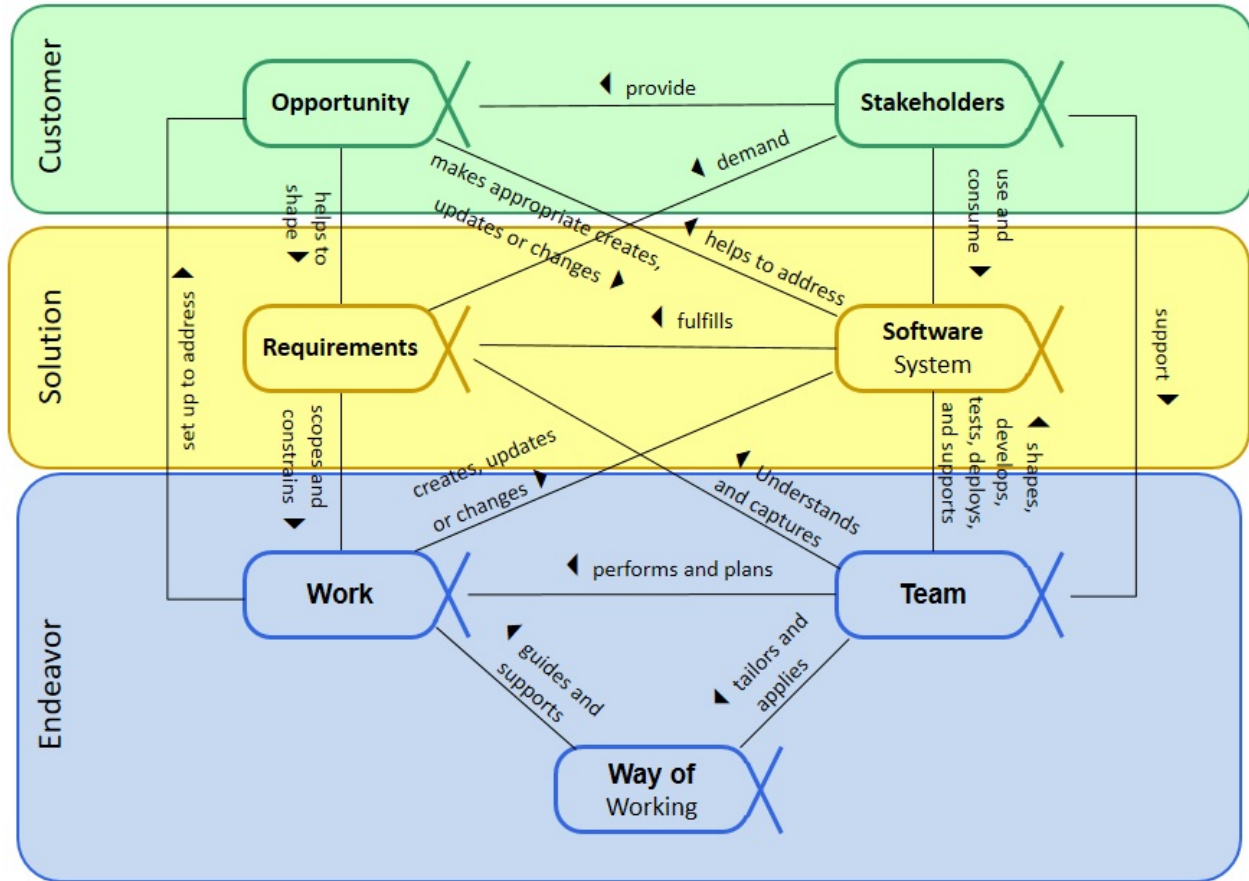 Customer
Opportunity
provide
Stakeholders
demand
makes appropriate creates,
updates or changes
helps to
shape
use and
consume
helps to address
Solution
set up to address
Requirements
fulfills
Software
System
support
scopes and
constrains
creates, updates
or changes
Understands
and captures
shapes,
develops,
tests, deploys,
and supports
Endeavor
Work
performs and plans
Team
guides and
supports
tailors and
applies
Way of
Working